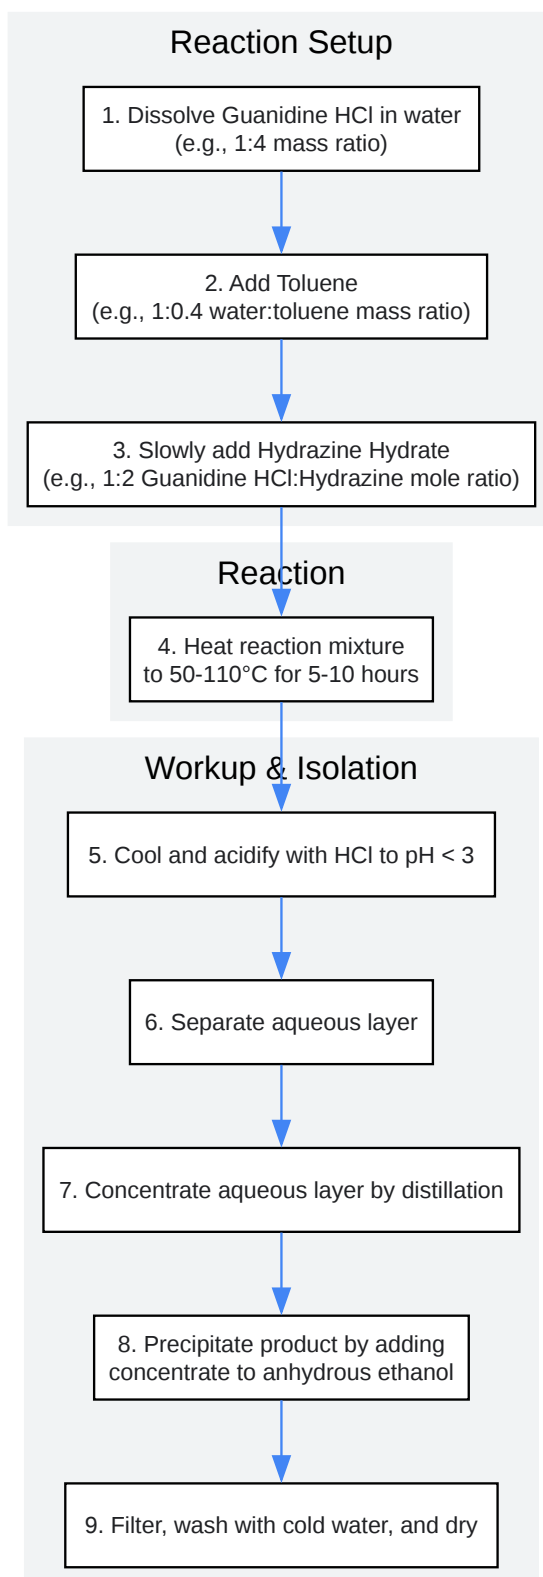 Reaction Setup
1. Dissolve Guanidine HCl in water
(e.g., 1:4 mass ratio)
2. Add Toluene
(e.g., 1:0.4 water:toluene mass ratio)
3. Slowly add Hydrazine Hydrate
(e.g., 1:2 Guanidine HCl:Hydrazine mole ratio)
Reaction
4. Heat reaction mixture
to 50-110°C for 5-10 hours
Workup & Isolation
5. Cool and acidify with HCl to pH < 3
6. Separate aqueous layer
7. Concentrate aqueous layer by distillation
8. Precipitate product by adding
concentrate to anhydrous ethanol
9. Filter, wash with cold water, and dry